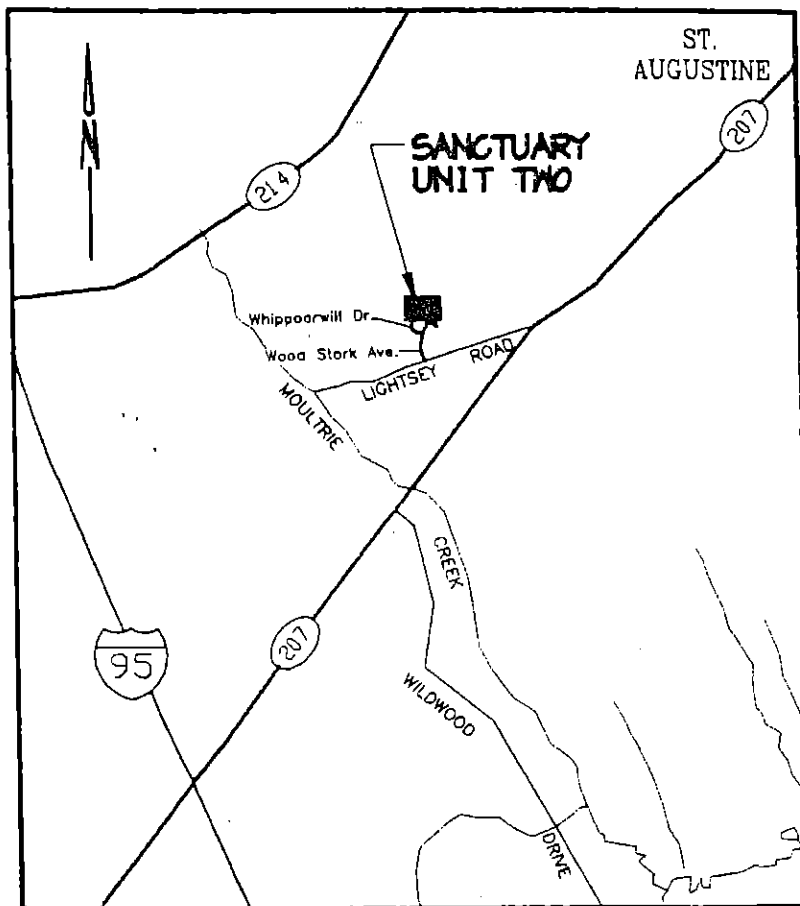 ST.
AUGUSTINE
N
207
SANCTUARY
UNIT TWO
214
Whippoorwill Dr.
Wood Stork Ave.
LIGHTSEY ROAD
MOULTRIE
CREEK
207
95
WILDWOOD
DRIVE